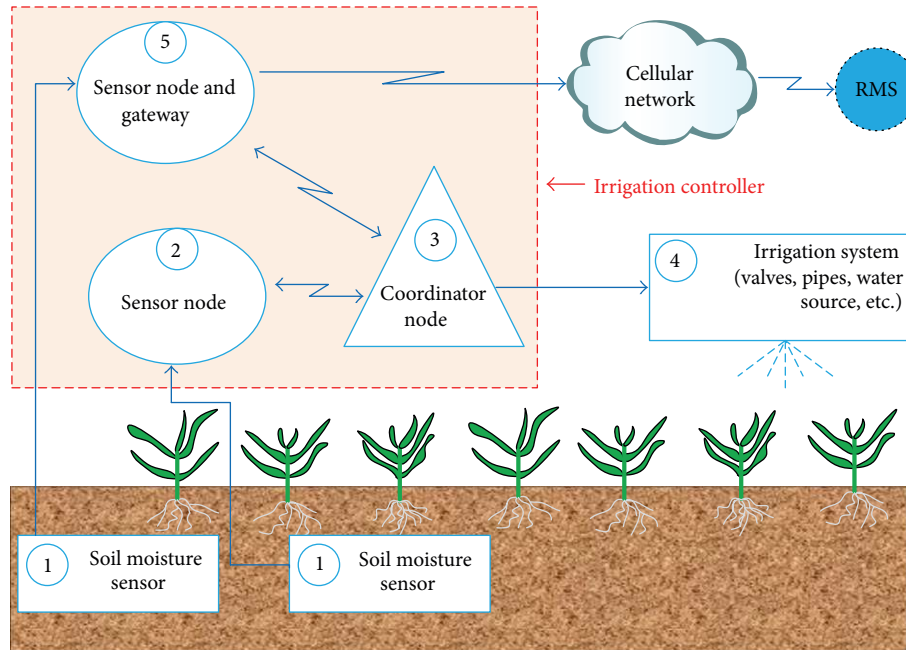 5
Sensor node and
gateway
Cellular
network
RMS
Irrigation controller
2
Sensor node
3
Coordinator
node
4
Irrigation system
(valves, pipes, water
source, etc.)
1
Soil moisture
sensor
1
Soil moisture
sensor